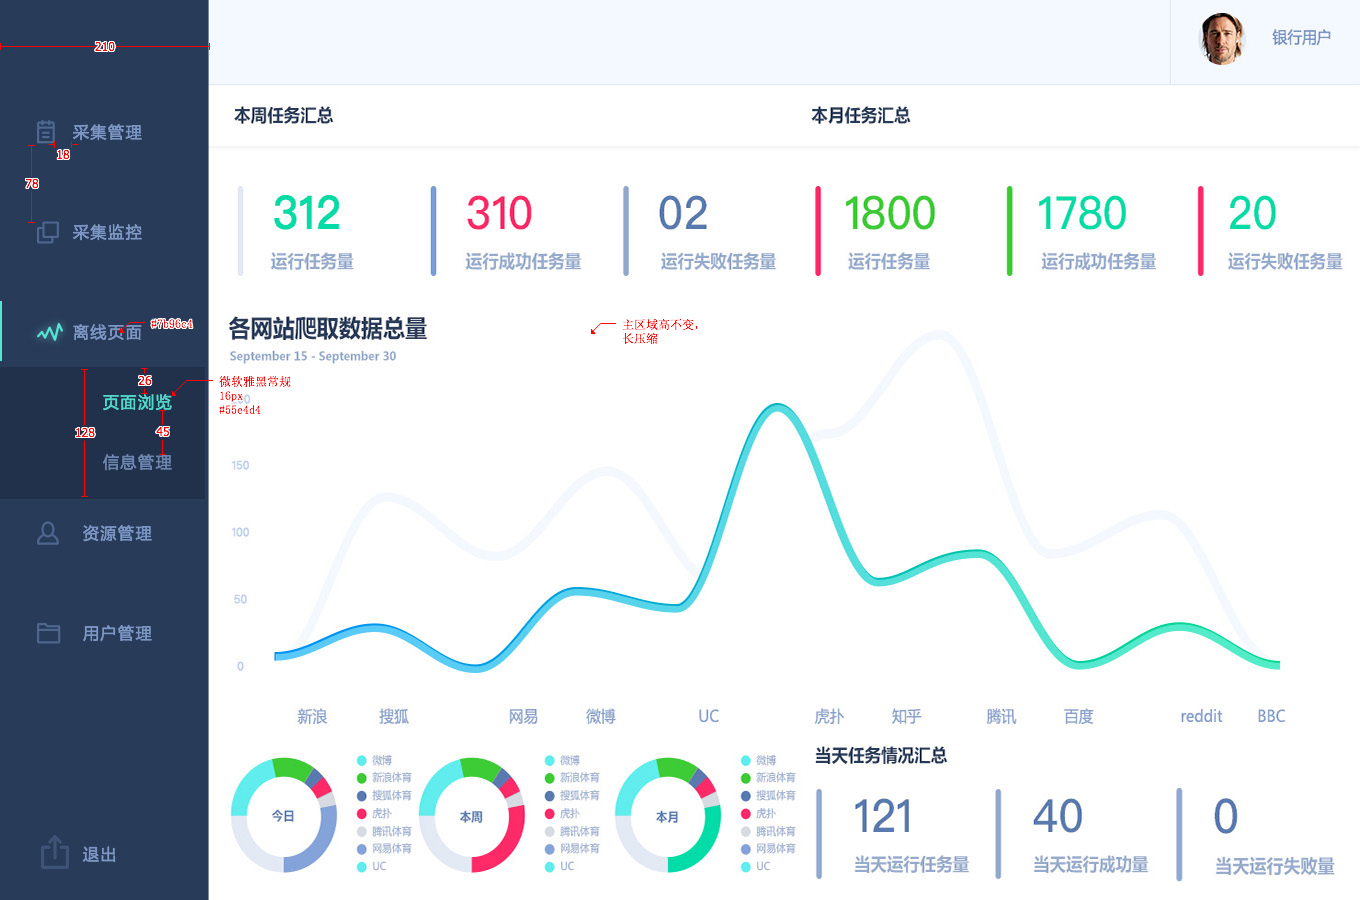 210
银行用户
采集管理
18
78
采集监控
离线页面
#7b96c4
26
页面浏览
128
45
信息管理
微软雅黑常规
16px
#55e4d4
资源管理
用户管理
退出
本周任务汇总
本月任务汇总
312
运行任务量
310
运行成功任务量
02
运行失败任务量
1800
运行任务量
1780
运行成功任务量
20
运行失败任务量
各网站爬取数据总量
September 15 - September 30
主区域高不变,
长压缩
150
100
50
0
新浪 搜狐 网易 微博 UC 虎扑 知乎 腾讯 百度 reddit BBC
今日
微博
新浪体育
搜狐体育
虎扑
腾讯体育
网易体育
UC
本周
微博
新浪体育
搜狐体育
虎扑
腾讯体育
网易体育
UC
本月
微博
新浪体育
搜狐体育
虎扑
腾讯体育
网易体育
UC
当天任务情况汇总
121
当天运行任务量
40
当天运行成功量
0
当天运行失败量